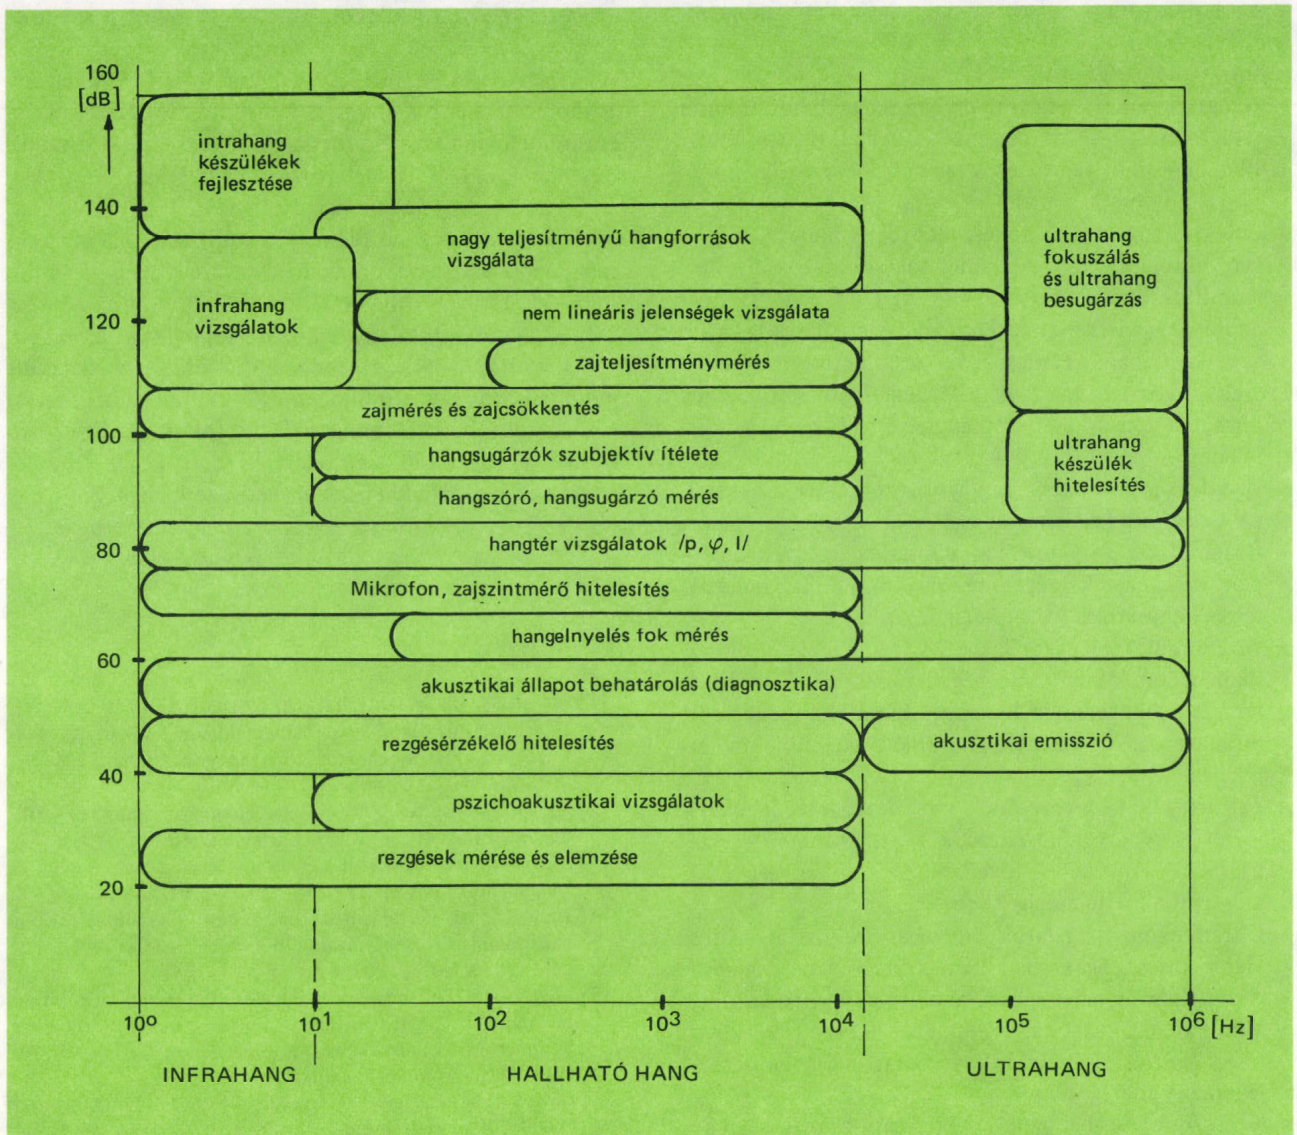 160
[dB]
intrahang
készülékek
fejlesztése
140
nagy teljesítményű hangforrások
vizsgálata
ultrahang
fokuszálás
és ultrahang
besugárzás
infrahang
vizsgálatok
120
nem lineáris jelenségek vizsgálata
zajteljesítménymérés
zajmérés és zajcsökkentés
100
hangsugárzók szubjektív ítélete
ultrahang
készülék
hitelesítés
hangszóró, hangsugárzó mérés
80
hangtér vizsgálatok /p, φ, I/
Mikrofon, zajszintmérő hitelesítés
hangelnyelés fok mérés
60
akusztikai állapot behatárolás (diagnosztika)
rezgésérzékelő hitelesítés
akusztikai emisszió
40
pszichoakusztikai vizsgálatok
rezgések mérése és elemzése
20
10⁰ 10¹ 10² 10³ 10⁴ 10⁵ 10⁶ [Hz]
INFRAHANG HALLHATÓ HANG ULTRAHANG